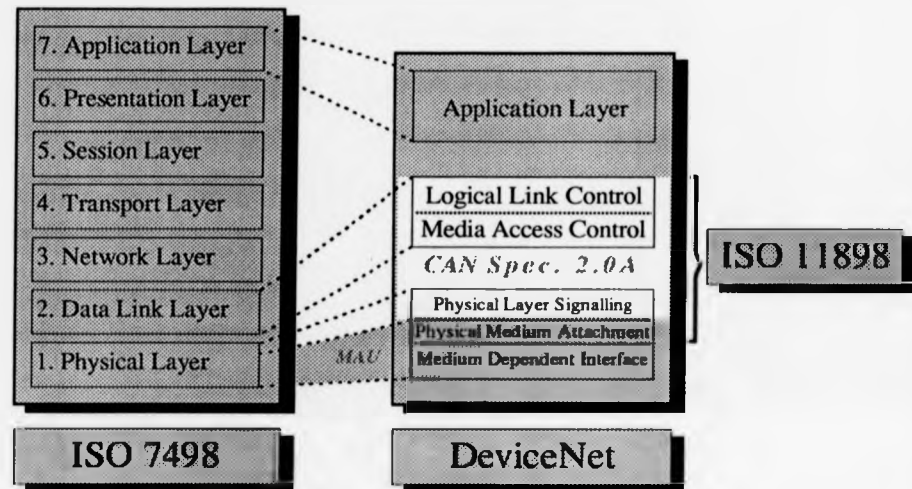 7. Application Layer
6. Presentation Layer
5. Session Layer
4. Transport Layer
3. Network Layer
2. Data Link Layer
1. Physical Layer
ISO 7498
MAU
Application Layer
Logical Link Control
Media Access Control
CAN Spec. 2.0A
Physical Layer Signalling
Physical Medium Attachment
Medium Dependent Interface
DeviceNet
ISO 11898